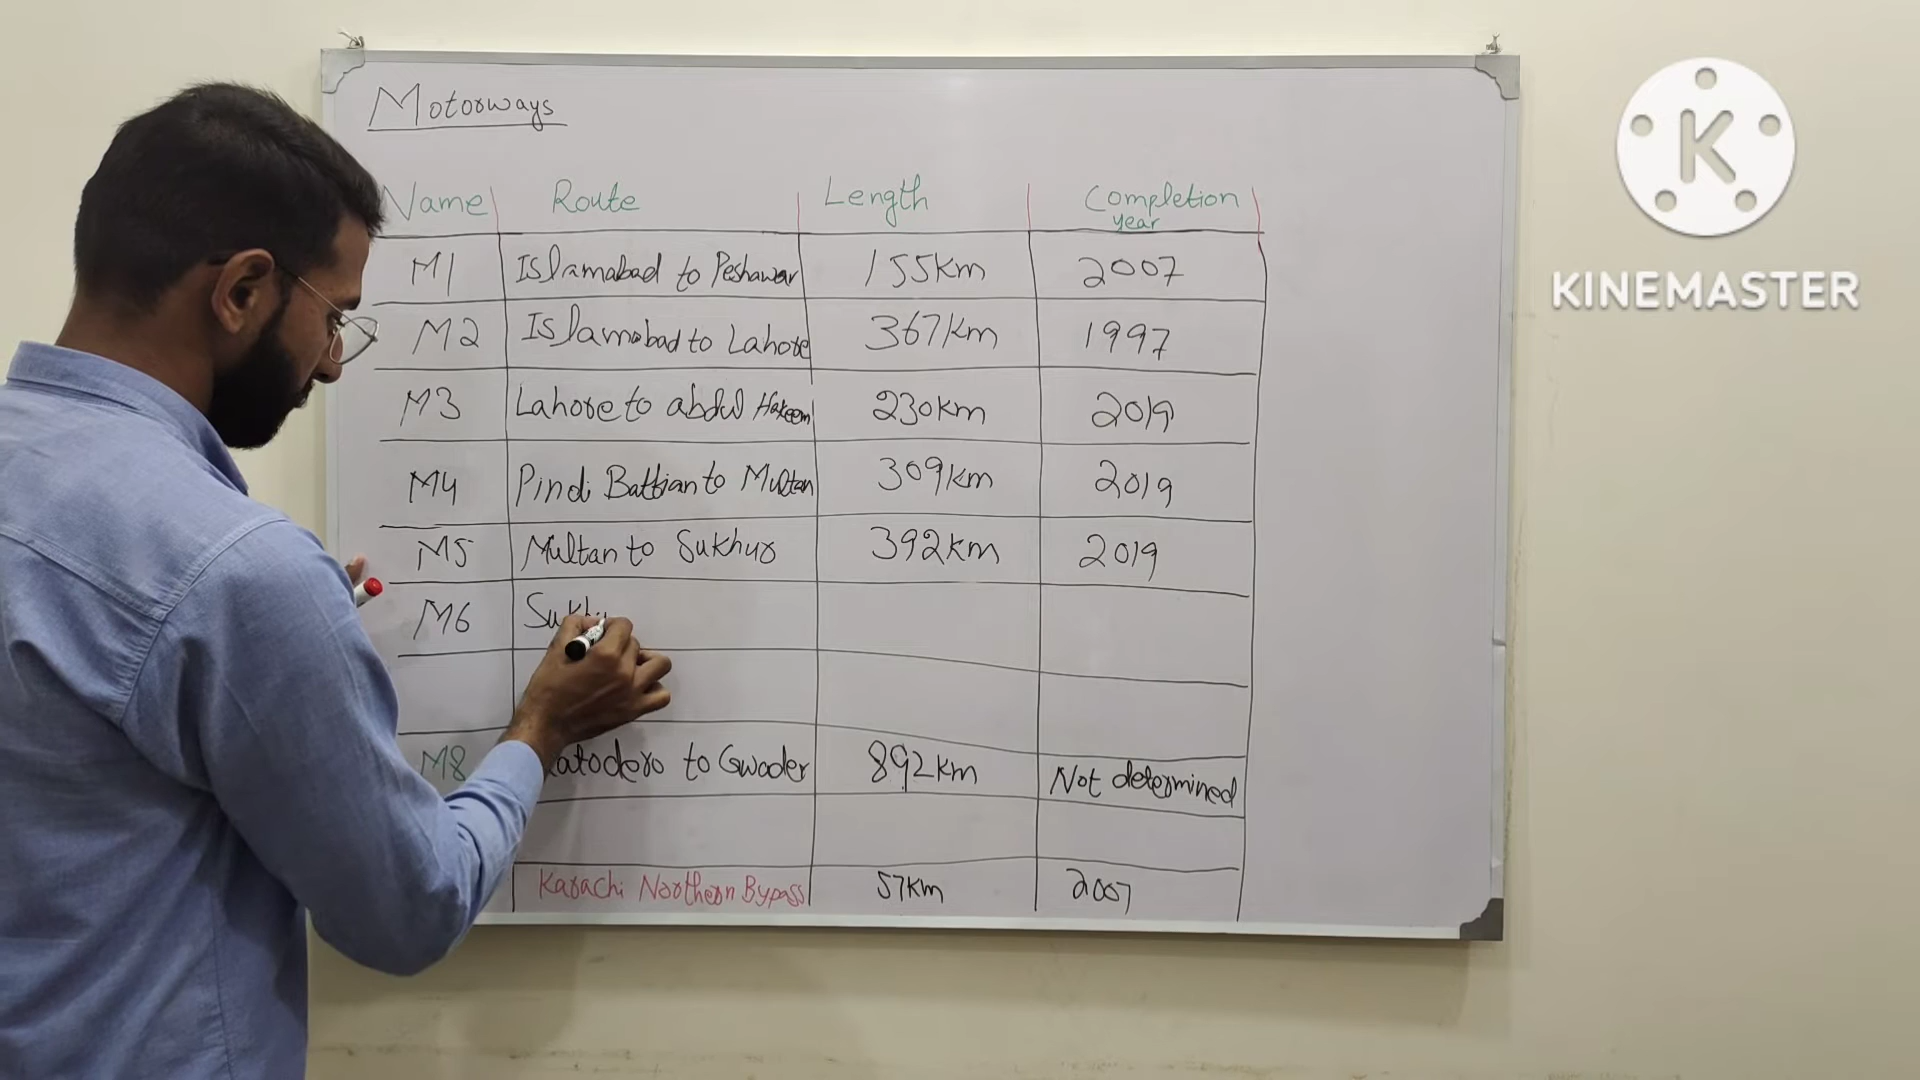 Motorways
Name Route Length Completion year
M1 Islamabad to Peshawar 155km 2007
M2 Islamabad to Lahore 367km 1997
M3 Lahore to abdul Hakeem 230km 2019
M4 Pindi Battian to Multan 309km 2019
M5 Multan to Sukhur 392km 2019
M6
M8 to Gwader 892km Not determined
Karachi Northern Bypass 57km 2007
K
KINEMASTER